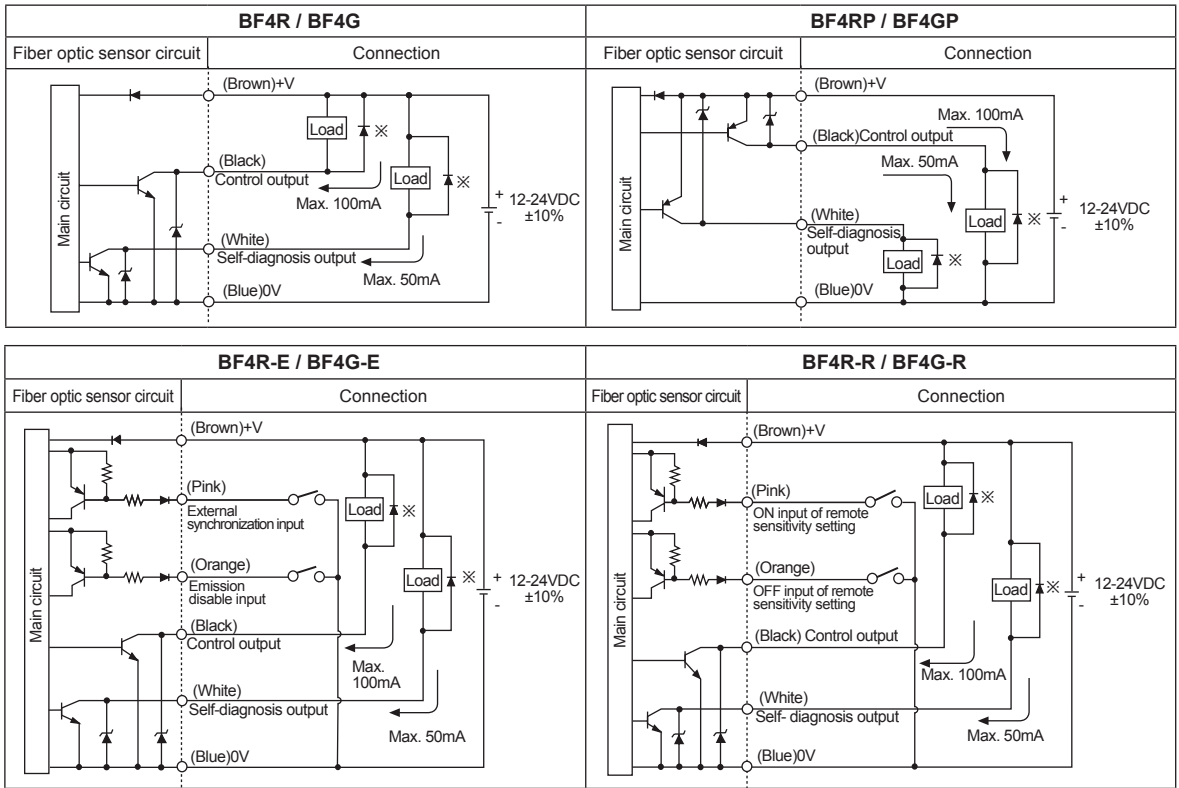 BF4R / BF4G
Fiber optic sensor circuit
Connection
(Brown)+V
Load
※
(Black)
Control output
Max. 100mA
Load
※
+
-
12-24VDC
±10%
(White)
Self-diagnosis output
Max. 50mA
(Blue)0V
Main circuit
BF4RP / BF4GP
Fiber optic sensor circuit
Connection
(Brown)+V
Max. 100mA
(Black)Control output
Max. 50mA
(White)
Self-diagnosis
output
Load
※
Load
※
+
-
12-24VDC
±10%
(Blue)0V
Main circuit
BF4R-E / BF4G-E
Fiber optic sensor circuit
Connection
(Brown)+V
(Pink)
External
synchronization input
Load
※
(Orange)
Emission
disable input
Load
※
+
-
12-24VDC
±10%
(Black)
Control output
Max.
100mA
(White)
Self-diagnosis output
Max. 50mA
(Blue)0V
Main circuit
BF4R-R / BF4G-R
Fiber optic sensor circuit
Connection
(Brown)+V
(Pink)
ON input of remote
sensitivity setting
Load
※
(Orange)
OFF input of remote
sensitivity setting
Load
※
+
-
12-24VDC
±10%
(Black) Control output
Max. 100mA
(White)
Self- diagnosis output
Max. 50mA
(Blue)0V
Main circuit